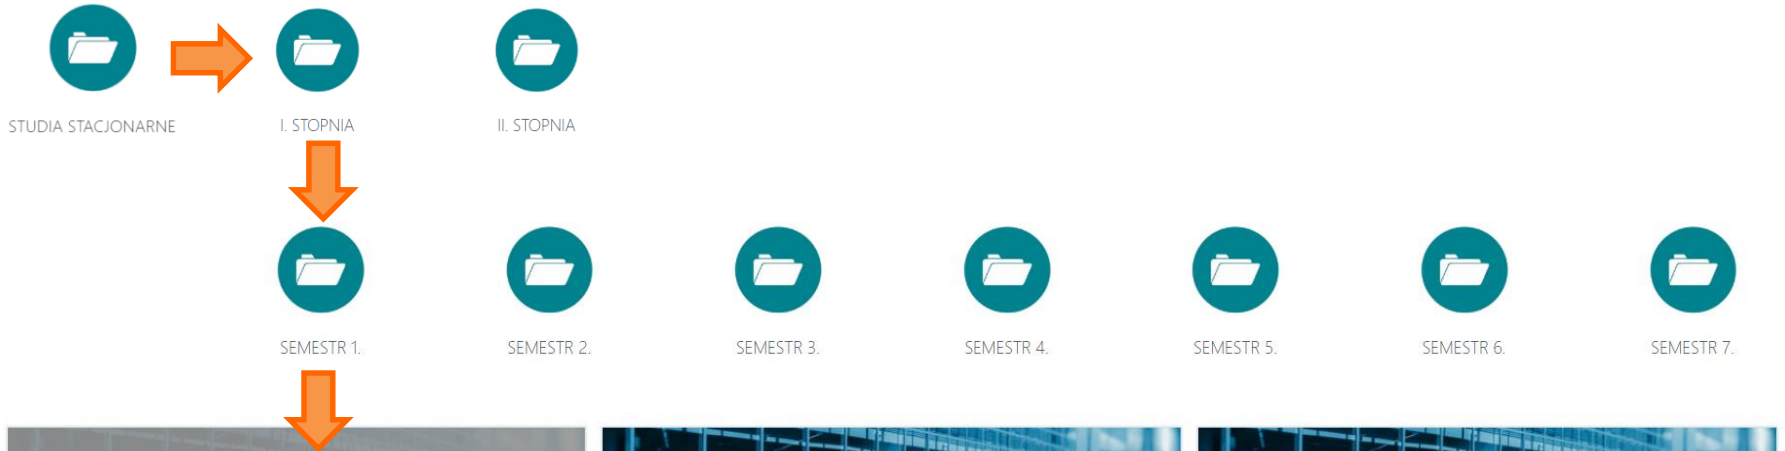 STUDIA STACJONARNE
I. STOPNIA
II. STOPNIA
SEMESTR 1.
SEMESTR 2.
SEMESTR 3.
SEMESTR 4.
SEMESTR 5.
SEMESTR 6.
SEMESTR 7.